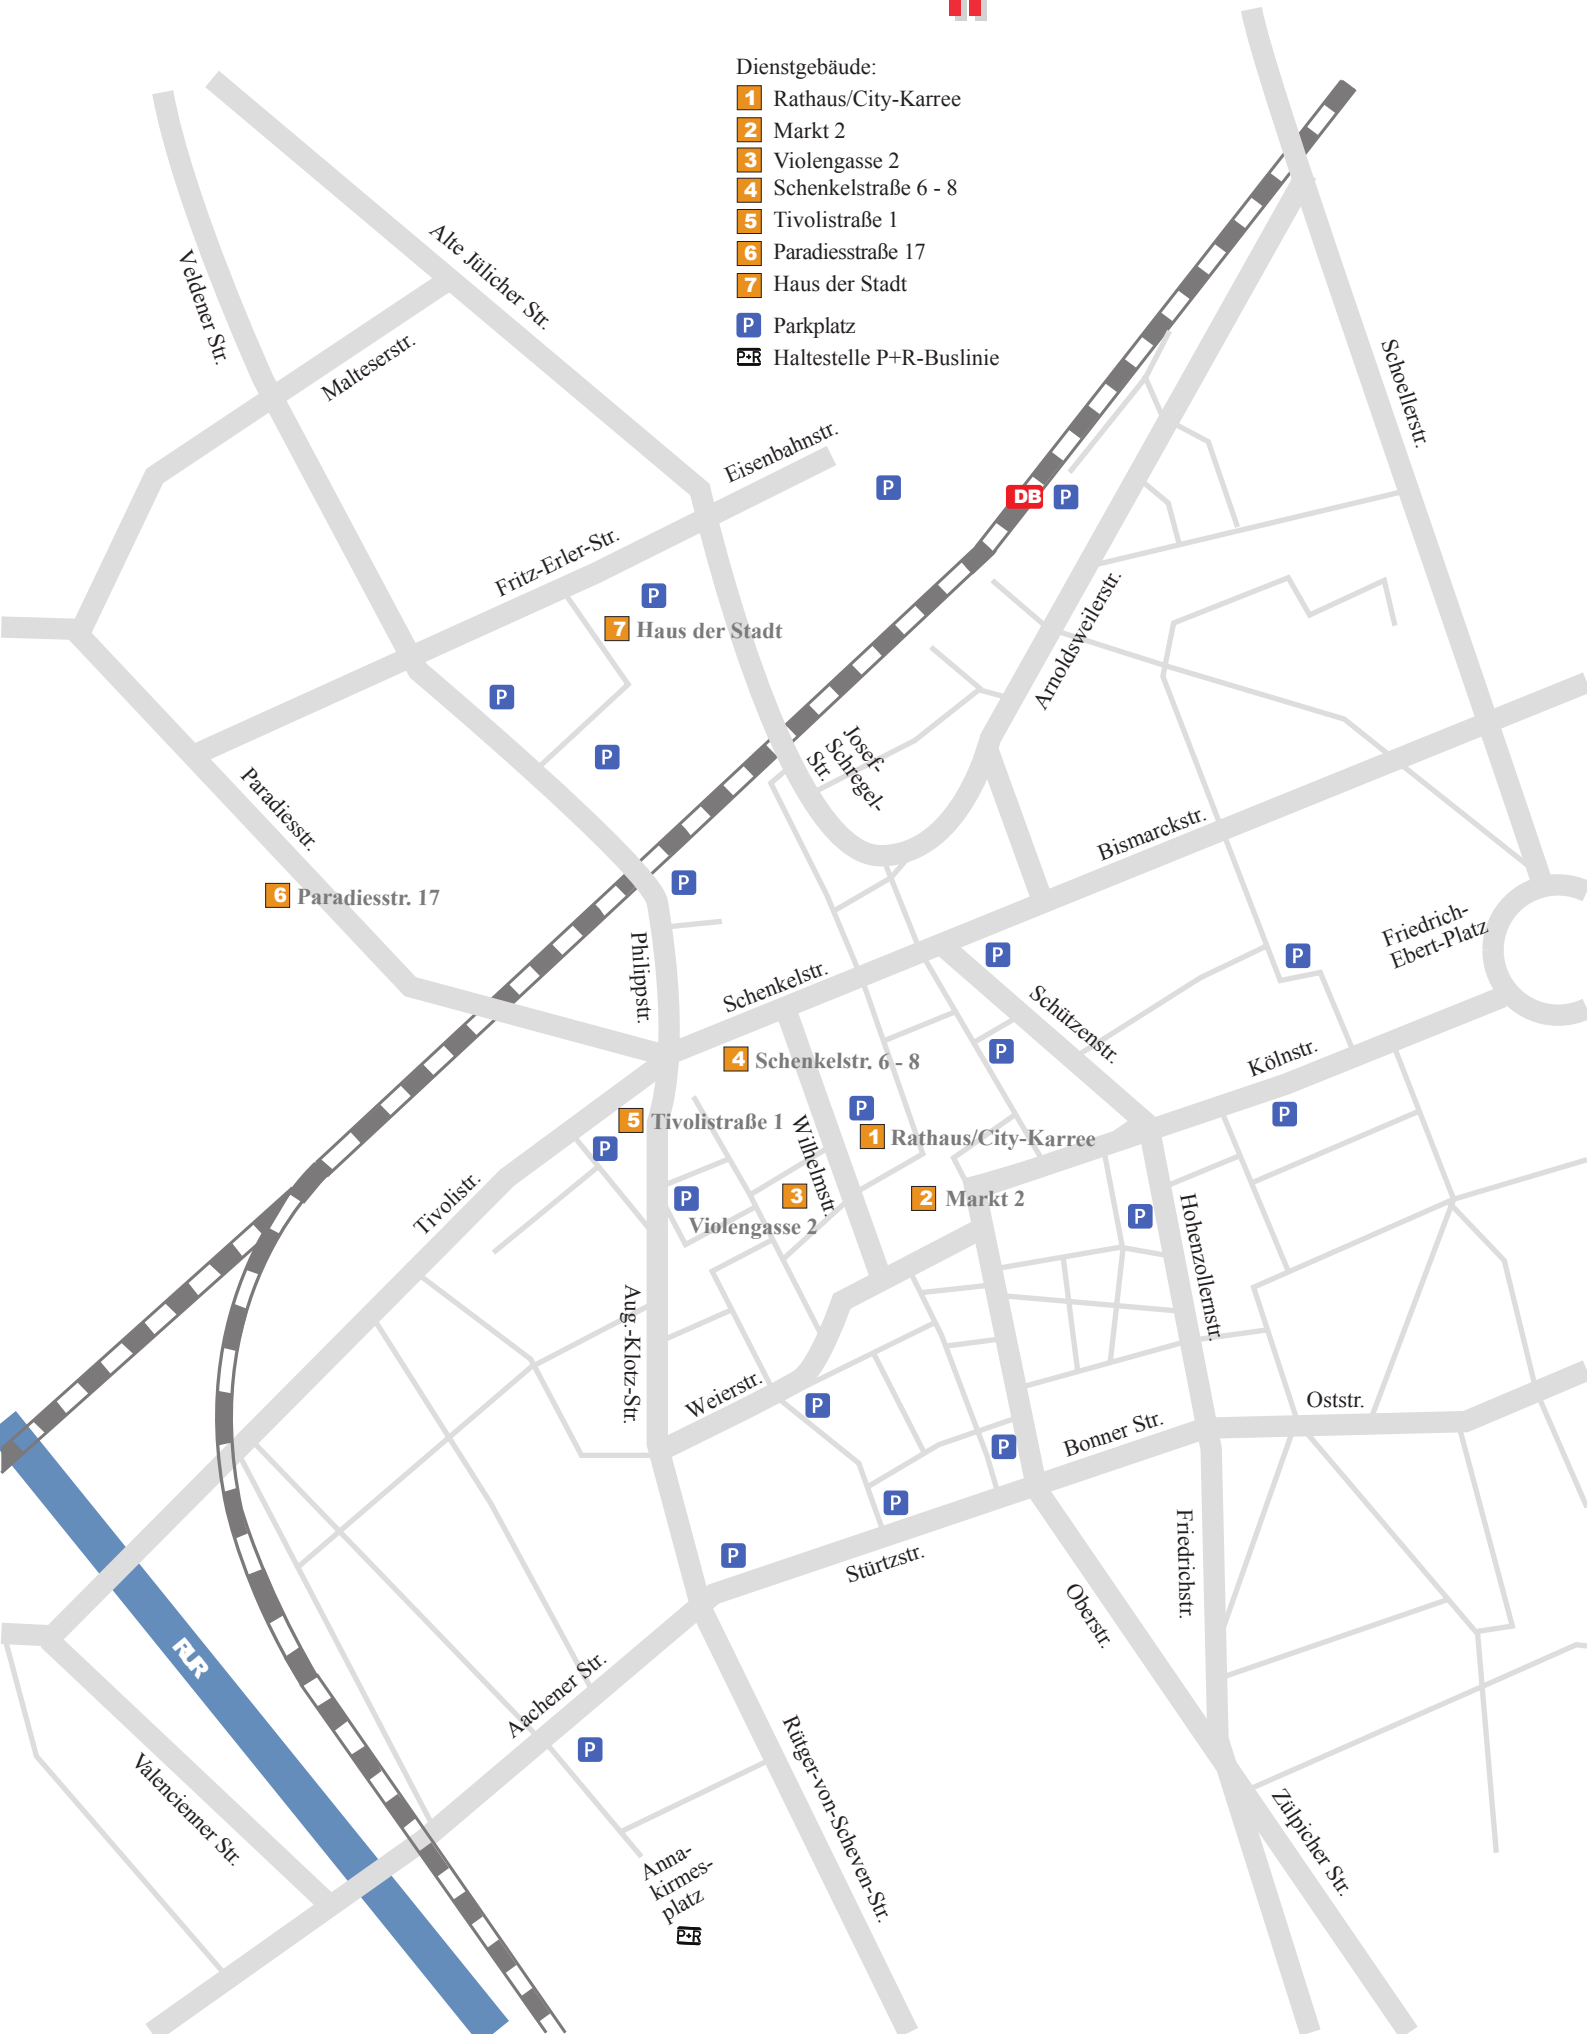 Dienstgebäude:
1 Rathaus/City-Karree
2 Markt 2
3 Violengasse 2
4 Schenkelstraße 6 - 8
5 Tivolistraße 1
6 Paradiesstraße 17
7 Haus der Stadt
P Parkplatz
P+R Haltestelle P+R-Buslinie
Alte Jülicher Str.
Veldener Str.
Malteserstr.
Schoellerstr.
Eisenbahnstr.
P
DB P
Fritz-Erler-Str.
P
7 Haus der Stadt
Arnoldsweilerstr.
P
P
Josef-
Schregel-
Str.
Paradiesstr.
Bismarckstr.
P
6 Paradiesstr. 17
Friedrich-
Ebert-Platz
Philippstr.
Schenkelstr.
P
P
Schützenstr.
4 Schenkelstr. 6 - 8
P
Kölnstr.
P
P
5 Tivolistraße 1
P
Wilhelmstr.
1 Rathaus/City-Karree
Tivolistr.
P
3
Violengasse 2
2 Markt 2
P
Hohenzollernstr.
Aug.-Klotz-Str.
Weierstr.
P
Oststr.
Bonner Str.
P
P
P
Stürtzstr.
Friedrichstr.
Oberstr.
RUR
Aachener Str.
P
Valencienner Str.
Rütger-von-Scheven-Str.
Zülpicher Str.
Anna-
kirmes-
platz
P+R